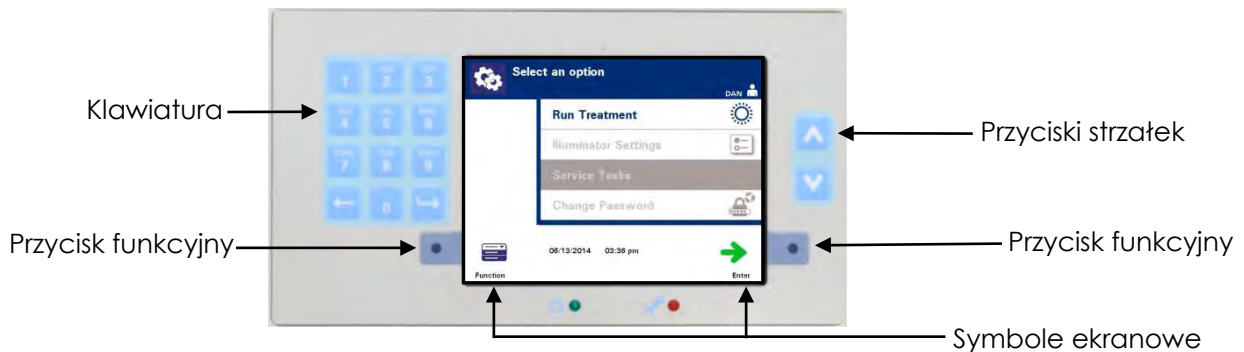 Select an option
DAN
Klawiatura
1 2 3
4 5 6
7 8 9
0
Run Treatment
Illuminator Settings
Service Tasks
Change Password
Przyciski strzałek
Przycisk funkcyjny
06/13/2014 03:36 pm
Function
Enter
Przycisk funkcyjny
Symbole ekranowe